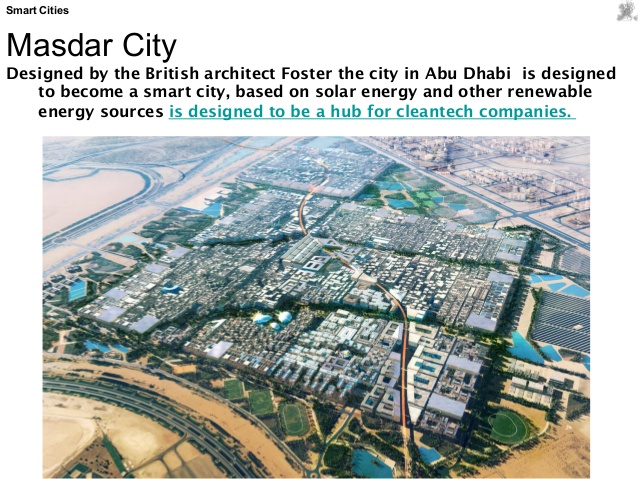 Smart Cities
Masdar City
Designed by the British architect Foster the city in Abu Dhabi  is designed
to become a smart city, based on solar energy and other renewable
energy sources is designed to be a hub for cleantech companies.